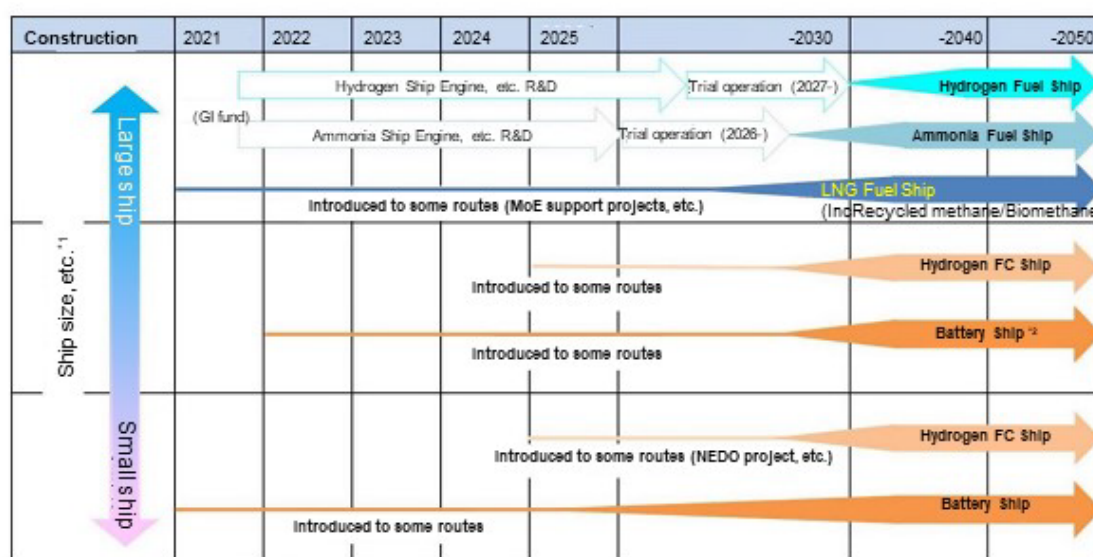 Construction 2021 2022 2023 2024 2025 -2030 -2040 -2050
Hydrogen Ship Engine, etc. R&D Trial operation (2027-) Hydrogen Fuel Ship
(GI fund)
Ammonia Ship Engine, etc. R&D Trial operation (2026-) Ammonia Fuel Ship
Large ship
LNG Fuel Ship
Introduced to some routes (MoE support projects, etc.) (IncRecycled methane/Biomethane
Ship size, etc.*1
Hydrogen FC Ship
Introduced to some routes
Battery Ship *2
Introduced to some routes
Small ship
Hydrogen FC Ship
Introduced to some routes (NEDO project, etc.)
Battery Ship
Introduced to some routes